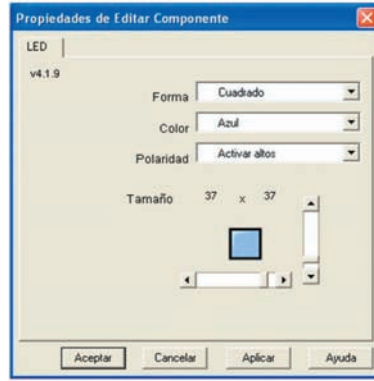 Propiedades de Editar Componente
LED
v4.1.9
Forma Cuadrado
Color Azul
Polaridad Activar altos
Tamaño 37 x 37
Aceptar Cancelar Aplicar Ayuda